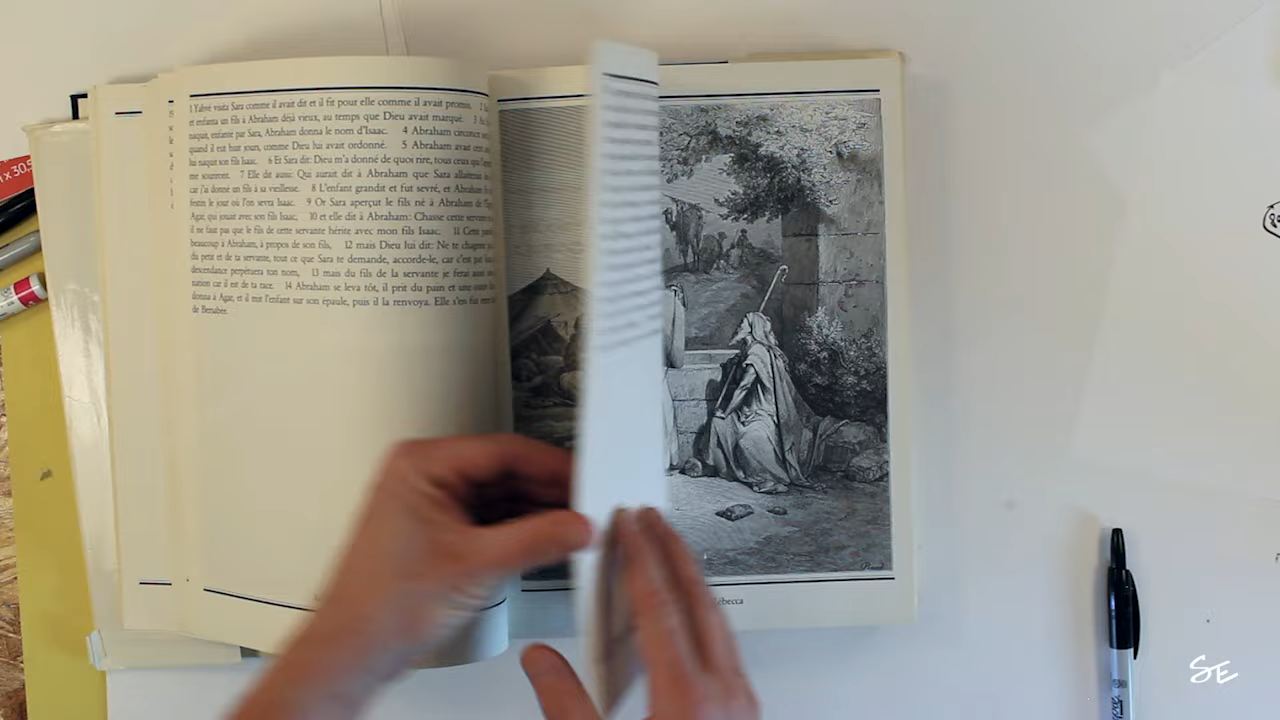 1 Yahvé visita Sara comme il avait dit et il fit pour elle comme il avait promis.
et enfanta un fils à Abraham déjà vieux, au temps que Dieu avait marqué. 3
naquit, enfanté par Sara, Abraham donna le nom d'Isaac. 4 Abraham circoncit
quand il eut huit jours, comme Dieu lui avait ordonné. 5 Abraham avait cent
lui naquit son fils Isaac. 6 Et Sara dit: Dieu m'a donné de quoi rire, tous ceux qui
me souriront. 7 Elle dit aussi: Qui aurait dit à Abraham que Sara allaiterait
car j'ai donné un fils à sa vieillesse. 8 L'enfant grandit et fut sevré, et Abraham
festin le jour où l'on sevra Isaac. 9 Or Sara aperçut le fils né à Abraham de
Agar, qui jouait avec son fils Isaac, 10 et elle dit à Abraham: Chasse cette
il ne faut pas que le fils de cette servante hérite avec mon fils Isaac. 11 Cette
beaucoup à Abraham, à propos de son fils, 12 mais Dieu lui dit: Ne te chagrine
du petit et de ta servante, tout ce que Sara te demande, accorde-le, car c'est par
descendance perpétuera ton nom, 13 mais du fils de la servante je ferai aussi
nation car il est de ta race. 14 Abraham se leva tôt, il prit du pain et une outre
donna à Agar, et il mit l'enfant sur son épaule, puis il la renvoya. Elle s'en fut
de Bersabée.
ébecca
SE